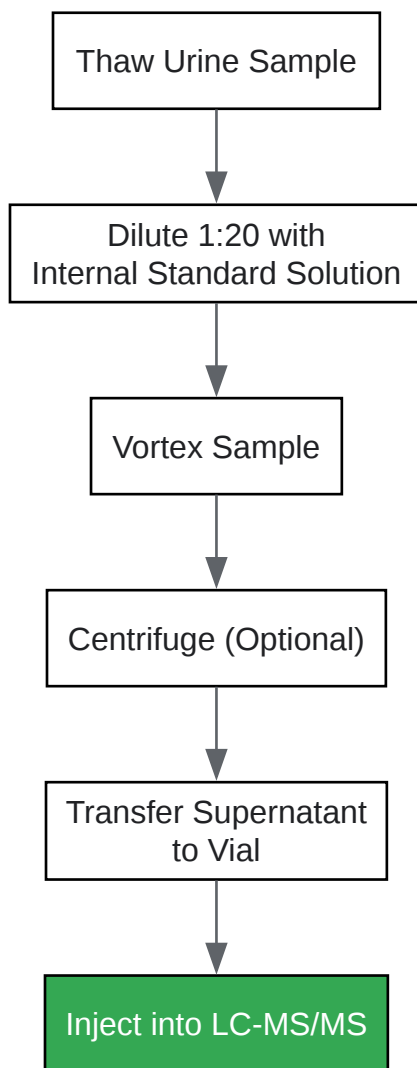 Thaw Urine Sample
Dilute 1:20 with
Internal Standard Solution
Vortex Sample
Centrifuge (Optional)
Transfer Supernatant
to Vial
Inject into LC-MS/MS